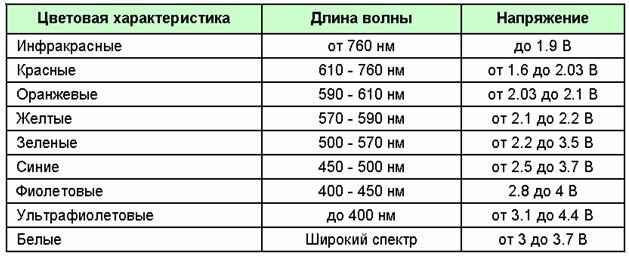 Цветовая характеристика Длина волны Напряжение
Инфракрасные от 760 нм до 1.9 В
Красные 610 - 760 нм от 1.6 до 2.03 В
Оранжевые 590 - 610 нм от 2.03 до 2.1 В
Желтые 570 - 590 нм от 2.1 до 2.2 В
Зеленые 500 - 570 нм от 2.2 до 3.5 В
Синие 450 - 500 нм от 2.5 до 3.7 В
Фиолетовые 400 - 450 нм 2.8 до 4 В
Ультрафиолетовые до 400 нм от 3.1 до 4.4 В
Белые Широкий спектр от 3 до 3.7 В